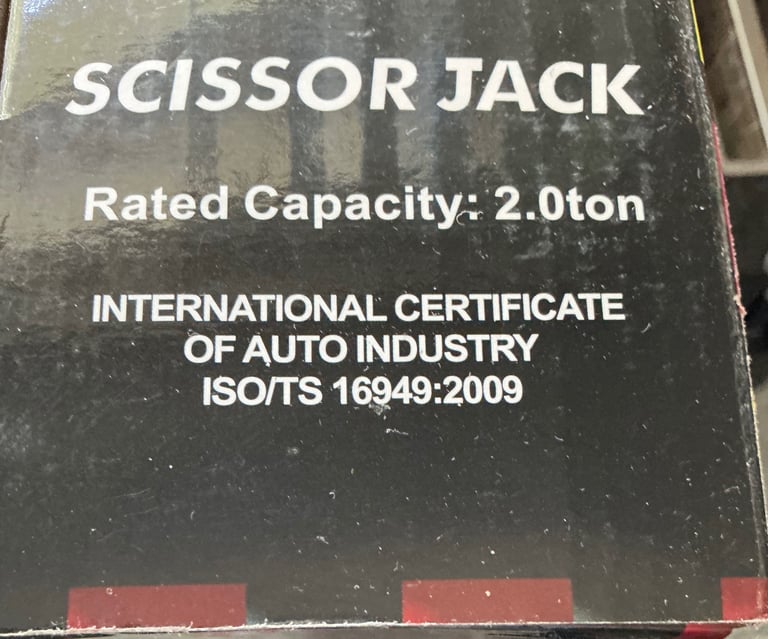 SCISSOR JACK
Rated Capacity: 2.0ton
INTERNATIONAL CERTIFICATE
OF AUTO INDUSTRY
ISO/TS 16949:2009